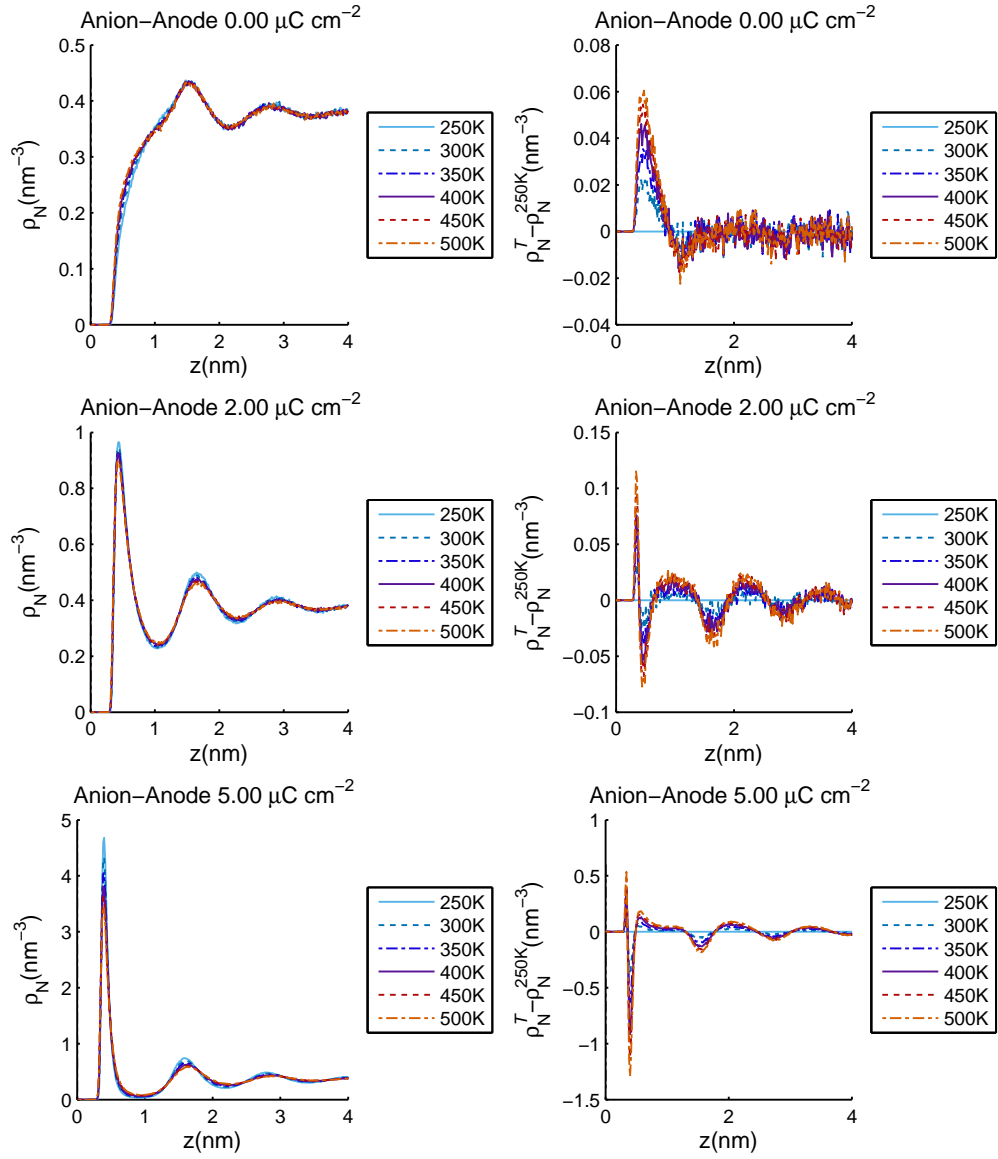 Anion−Anode 0.00 μC cm⁻²
ρ_N(nm⁻³)
0.5
0.4
0.3
0.2
0.1
0
0 1 2 3 4
z(nm)
250K
300K
350K
400K
450K
500K
Anion−Anode 0.00 μC cm⁻²
ρ_N^T−ρ_N^250K(nm⁻³)
0.08
0.06
0.04
0.02
0
−0.02
−0.04
0 2 4
z(nm)
250K
300K
350K
400K
450K
500K
Anion−Anode 2.00 μC cm⁻²
ρ_N(nm⁻³)
1
0.8
0.6
0.4
0.2
0
0 1 2 3 4
z(nm)
250K
300K
350K
400K
450K
500K
Anion−Anode 2.00 μC cm⁻²
ρ_N^T−ρ_N^250K(nm⁻³)
0.15
0.1
0.05
0
−0.05
−0.1
0 2 4
z(nm)
250K
300K
350K
400K
450K
500K
Anion−Anode 5.00 μC cm⁻²
ρ_N(nm⁻³)
5
4
3
2
1
0
0 1 2 3 4
z(nm)
250K
300K
350K
400K
450K
500K
Anion−Anode 5.00 μC cm⁻²
ρ_N^T−ρ_N^250K(nm⁻³)
1
0.5
0
−0.5
−1
−1.5
0 2 4
z(nm)
250K
300K
350K
400K
450K
500K